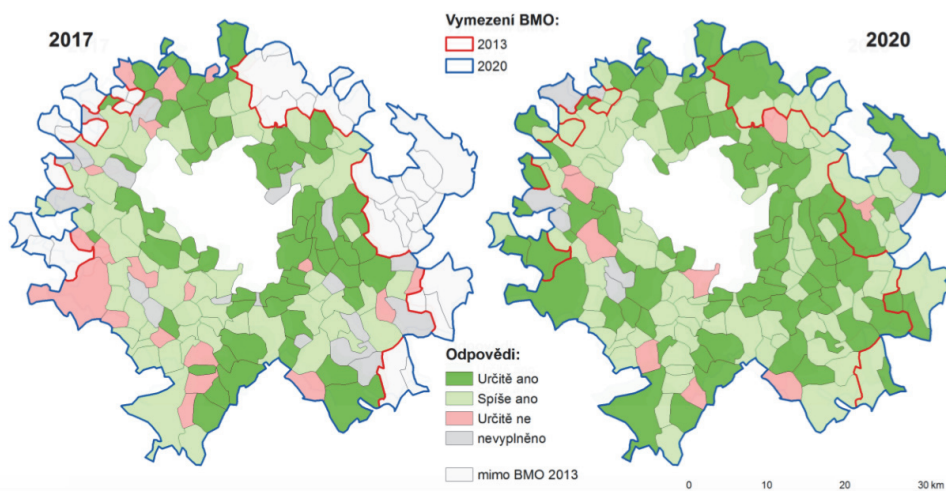 2017
Vymezení BMO:
2013
2020
2020
Odpovědi:
Určitě ano
Spíše ano
Určitě ne
nevyplněno
mimo BMO 2013
0 10 20 30 km